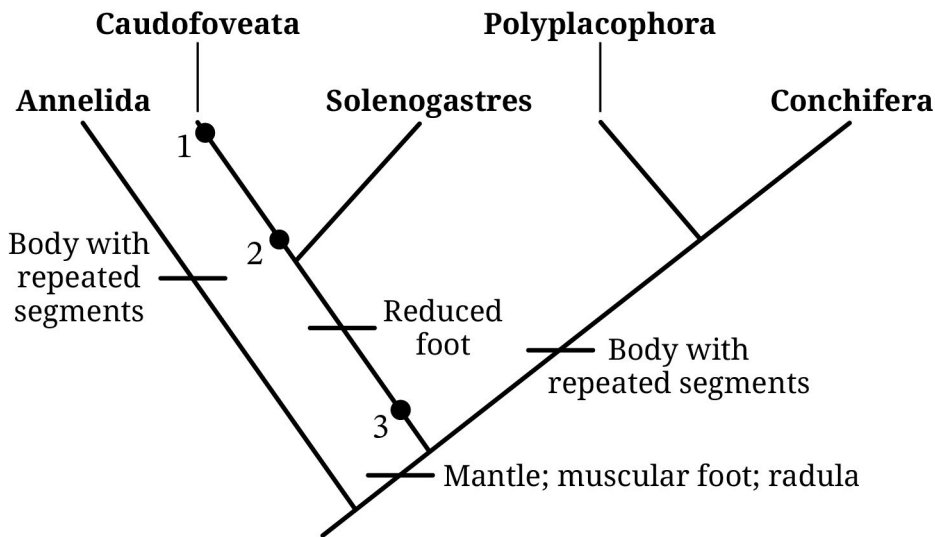 Caudofoveata
Polyplacophora
Annelida
Solenogastres
Conchifera
1
2
Body with
repeated
segments
Reduced
foot
Body with
repeated segments
3
Mantle; muscular foot; radula